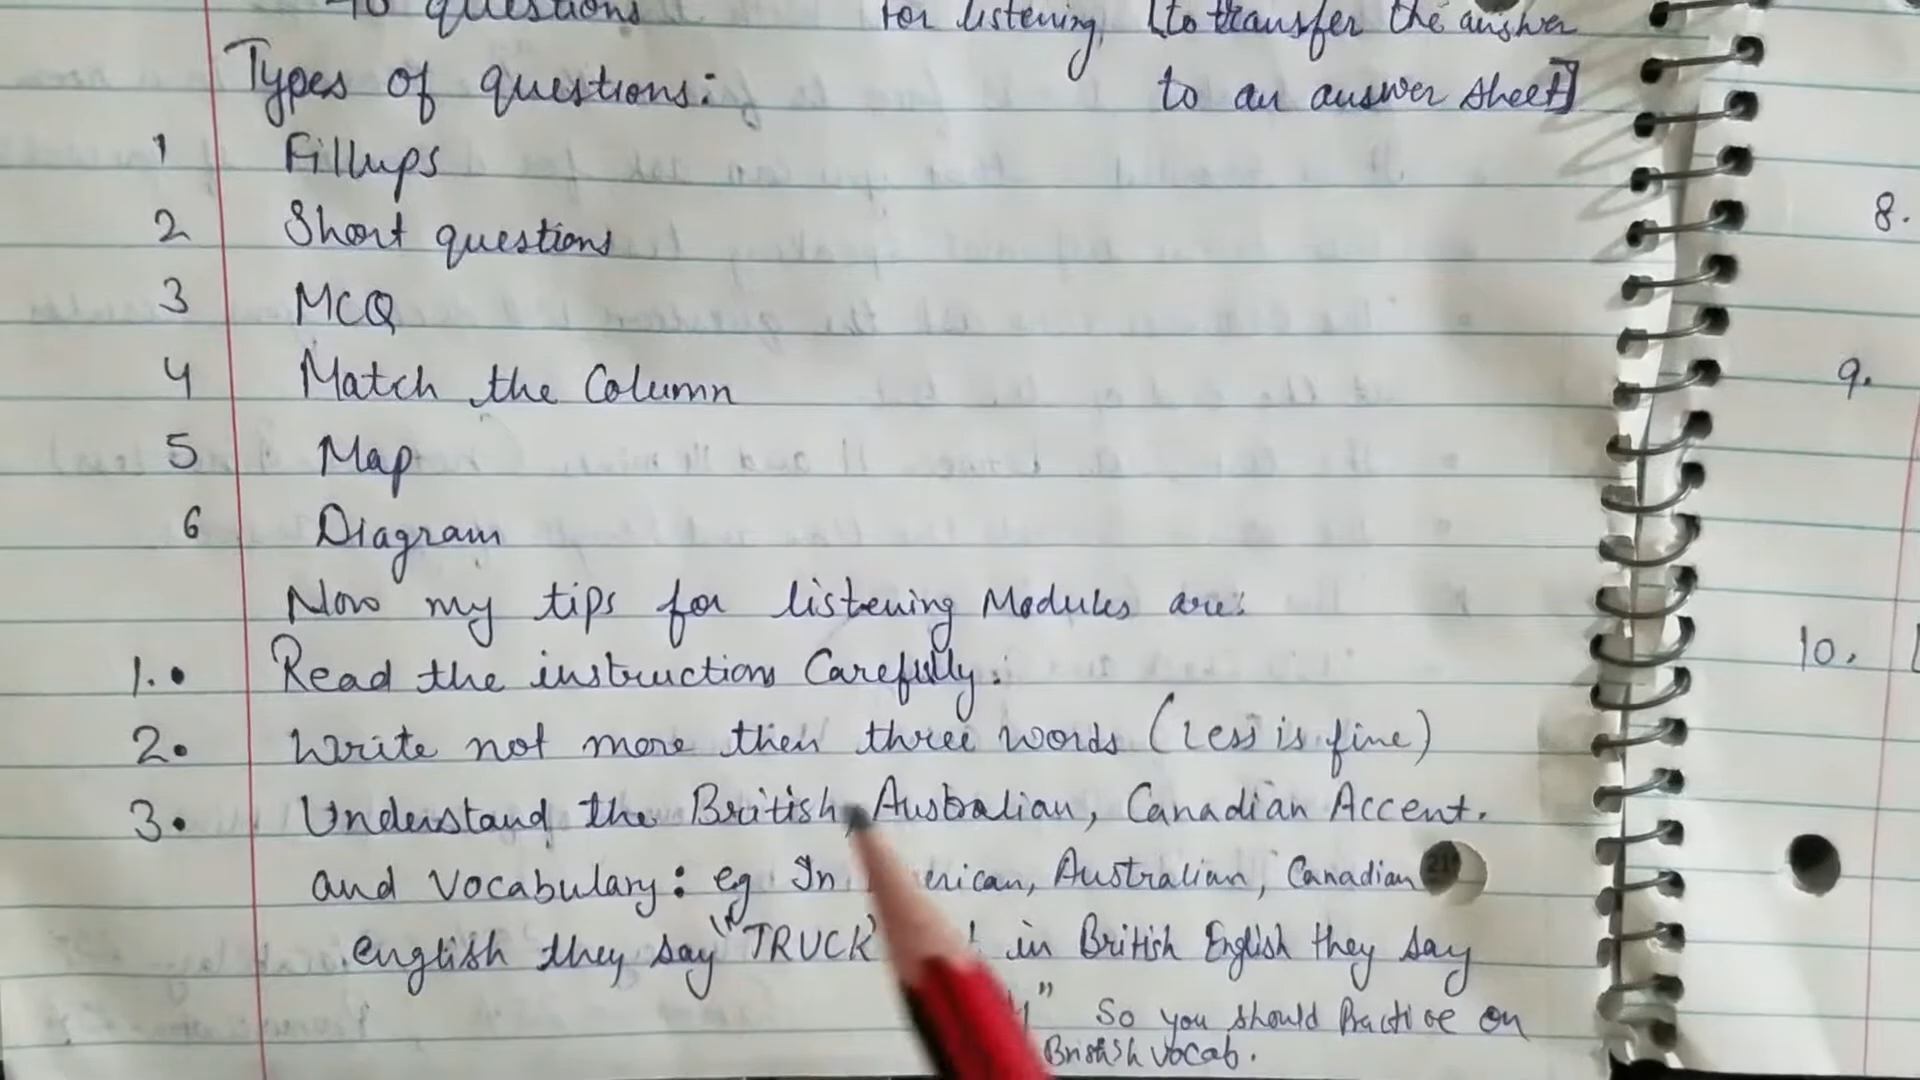 40 questions for listening, [to transfer the answer
Types of questions: to an answer sheet]
1 Fillups
2 Short questions
3 MCQ
4 Match the Column
5 Map
6 Diagram
Now my tips for listening Modules are:
1. Read the instructions Carefully.
2. Write not more then three words (less is fine)
3. Understand the British, Australian, Canadian Accent.
and Vocabulary: eg In Australian, Canadian
english they say "TRUCK" in British English they say
" So you should Practice on
British vocab.
8.
9.
10.